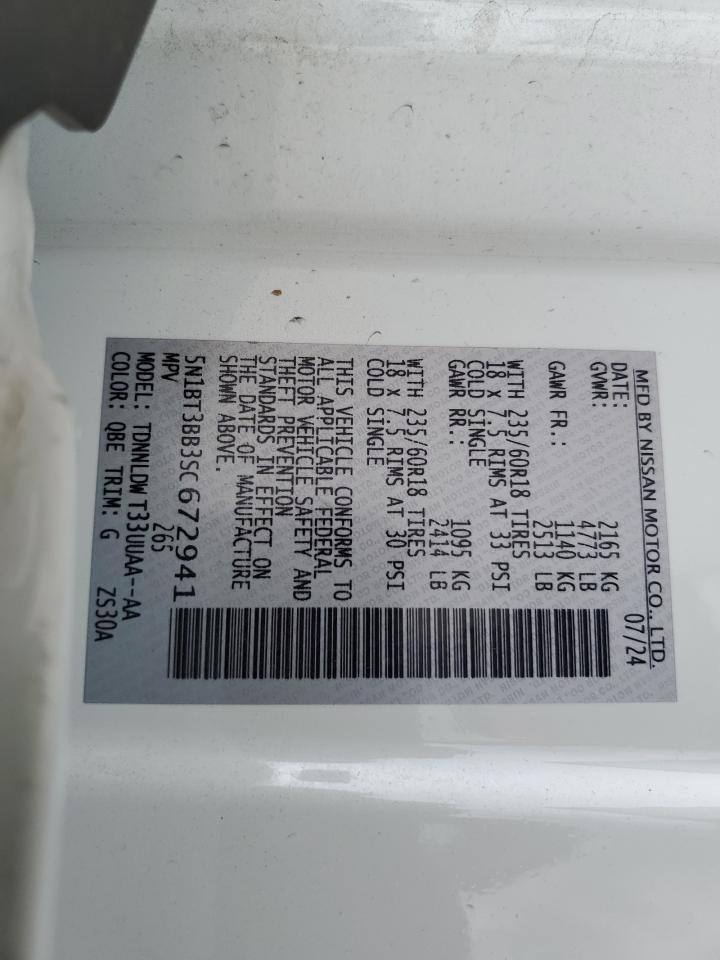 MFD BY NISSAN MOTOR CO., LTD.
DATE: 07/24
GVWR: 2165 KG
4773 LB
GAWR FR.: 1140 KG
2513 LB
WITH 235/60R18 TIRES
18 X 7.5 RIMS AT 33 PSI
COLD SINGLE
GAWR RR.: 1095 KG
2414 LB
WITH 235/60R18 TIRES
18 X 7.5 RIMS AT 30 PSI
COLD SINGLE
THIS VEHICLE CONFORMS TO
ALL APPLICABLE FEDERAL
MOTOR VEHICLE SAFETY AND
THEFT PREVENTION
STANDARDS IN EFFECT ON
THE DATE OF MANUFACTURE
SHOWN ABOVE.
5N1BT3BB3SC672941
MPV 265
MODEL: TDNNLDW T33UUAA--AA
COLOR: QBE TRIM: G ZS30A